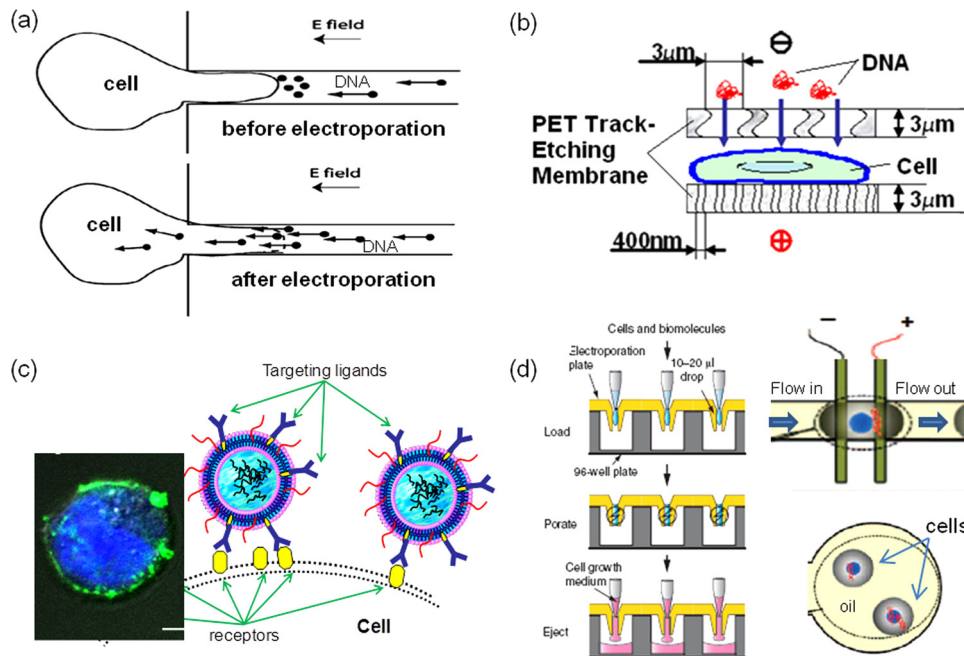 (a)
E field
cell
DNA
before electroporation
E field
cell
DNA
after electroporation
(b)
3μm
⊖
DNA
PET Track-
Etching
Membrane
3μm
Cell
3μm
400nm
⊕
(c)
Targeting ligands
receptors
Cell
(d)
Cells and biomolecules
Electroporation
plate
10–20 μl
drop
Load
96-well plate
Porate
Cell growth
medium
Eject
− +
Flow in
Flow out
cells
oil